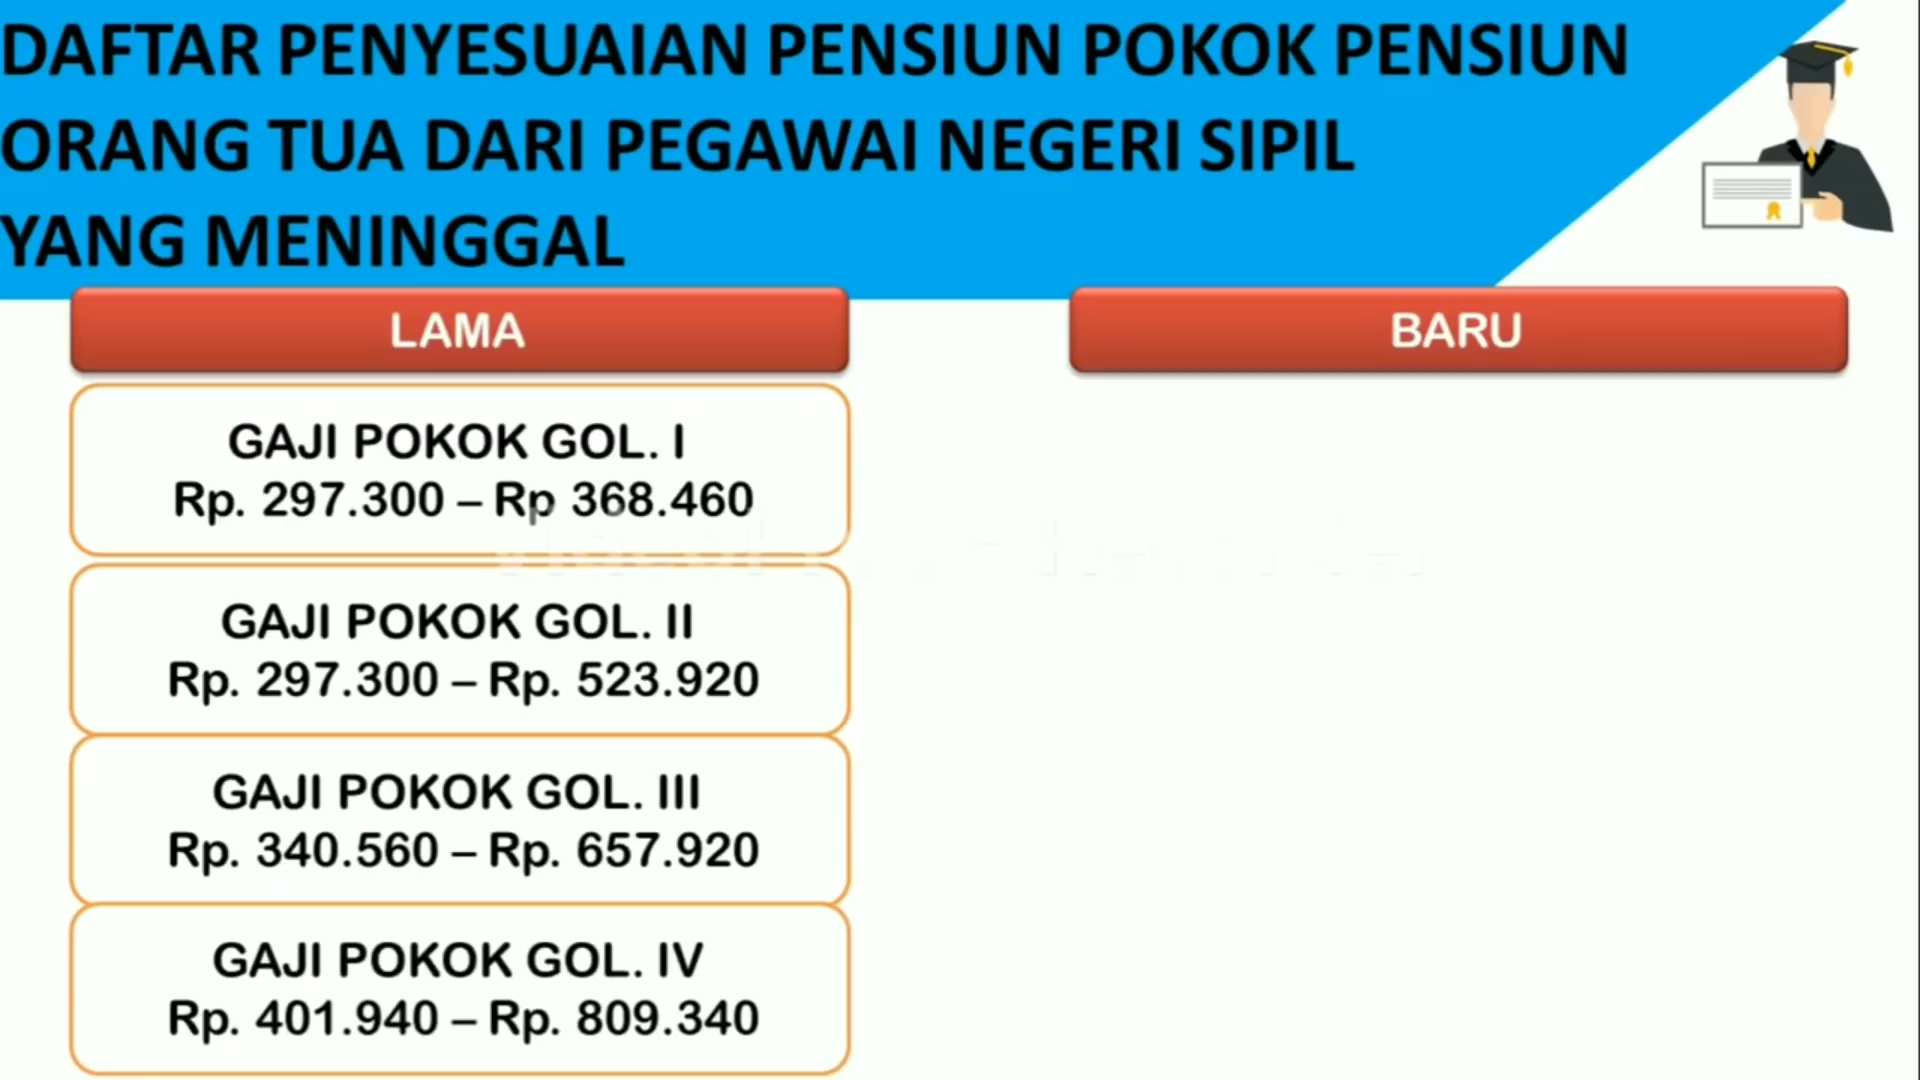 DAFTAR PENYESUAIAN PENSIUN POKOK PENSIUN
ORANG TUA DARI PEGAWAI NEGERI SIPIL
YANG MENINGGAL
LAMA
BARU
GAJI POKOK GOL. I
Rp. 297.300 – Rp 368.460
GAJI POKOK GOL. II
Rp. 297.300 – Rp. 523.920
GAJI POKOK GOL. III
Rp. 340.560 – Rp. 657.920
GAJI POKOK GOL. IV
Rp. 401.940 – Rp. 809.340